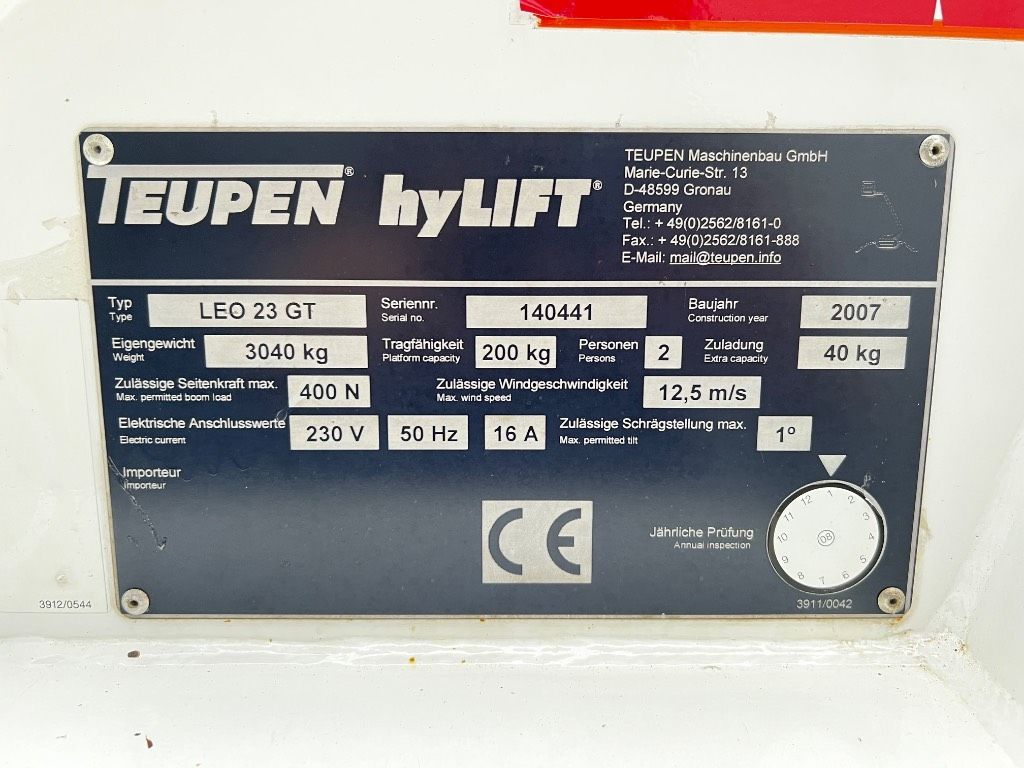 TEUPEN® hyLIFT®
TEUPEN Maschinenbau GmbH
Marie-Curie-Str. 13
D-48599 Gronau
Germany
Tel.: + 49(0)2562/8161-0
Fax.: + 49(0)2562/8161-888
E-Mail: mail@teupen.info
Typ LEO 23 GT Seriennr. 140441 Baujahr 2007
Type Serial no. Construction year
Eigengewicht 3040 kg Tragfähigkeit 200 kg Personen 2 Zuladung 40 kg
Weight Platform capacity Persons Extra capacity
Zulässige Seitenkraft max. 400 N Zulässige Windgeschwindigkeit 12,5 m/s
Max. permitted boom load Max. wind speed
Elektrische Anschlusswerte 230 V 50 Hz 16 A Zulässige Schrägstellung max. 1°
Electric current Max. permitted tilt
Importeur
Importeur
CE
Jährliche Prüfung
Annual inspection
1 2 3 4 5 6 7 8 9 10 11 12
08
3912/0544
3911/0042